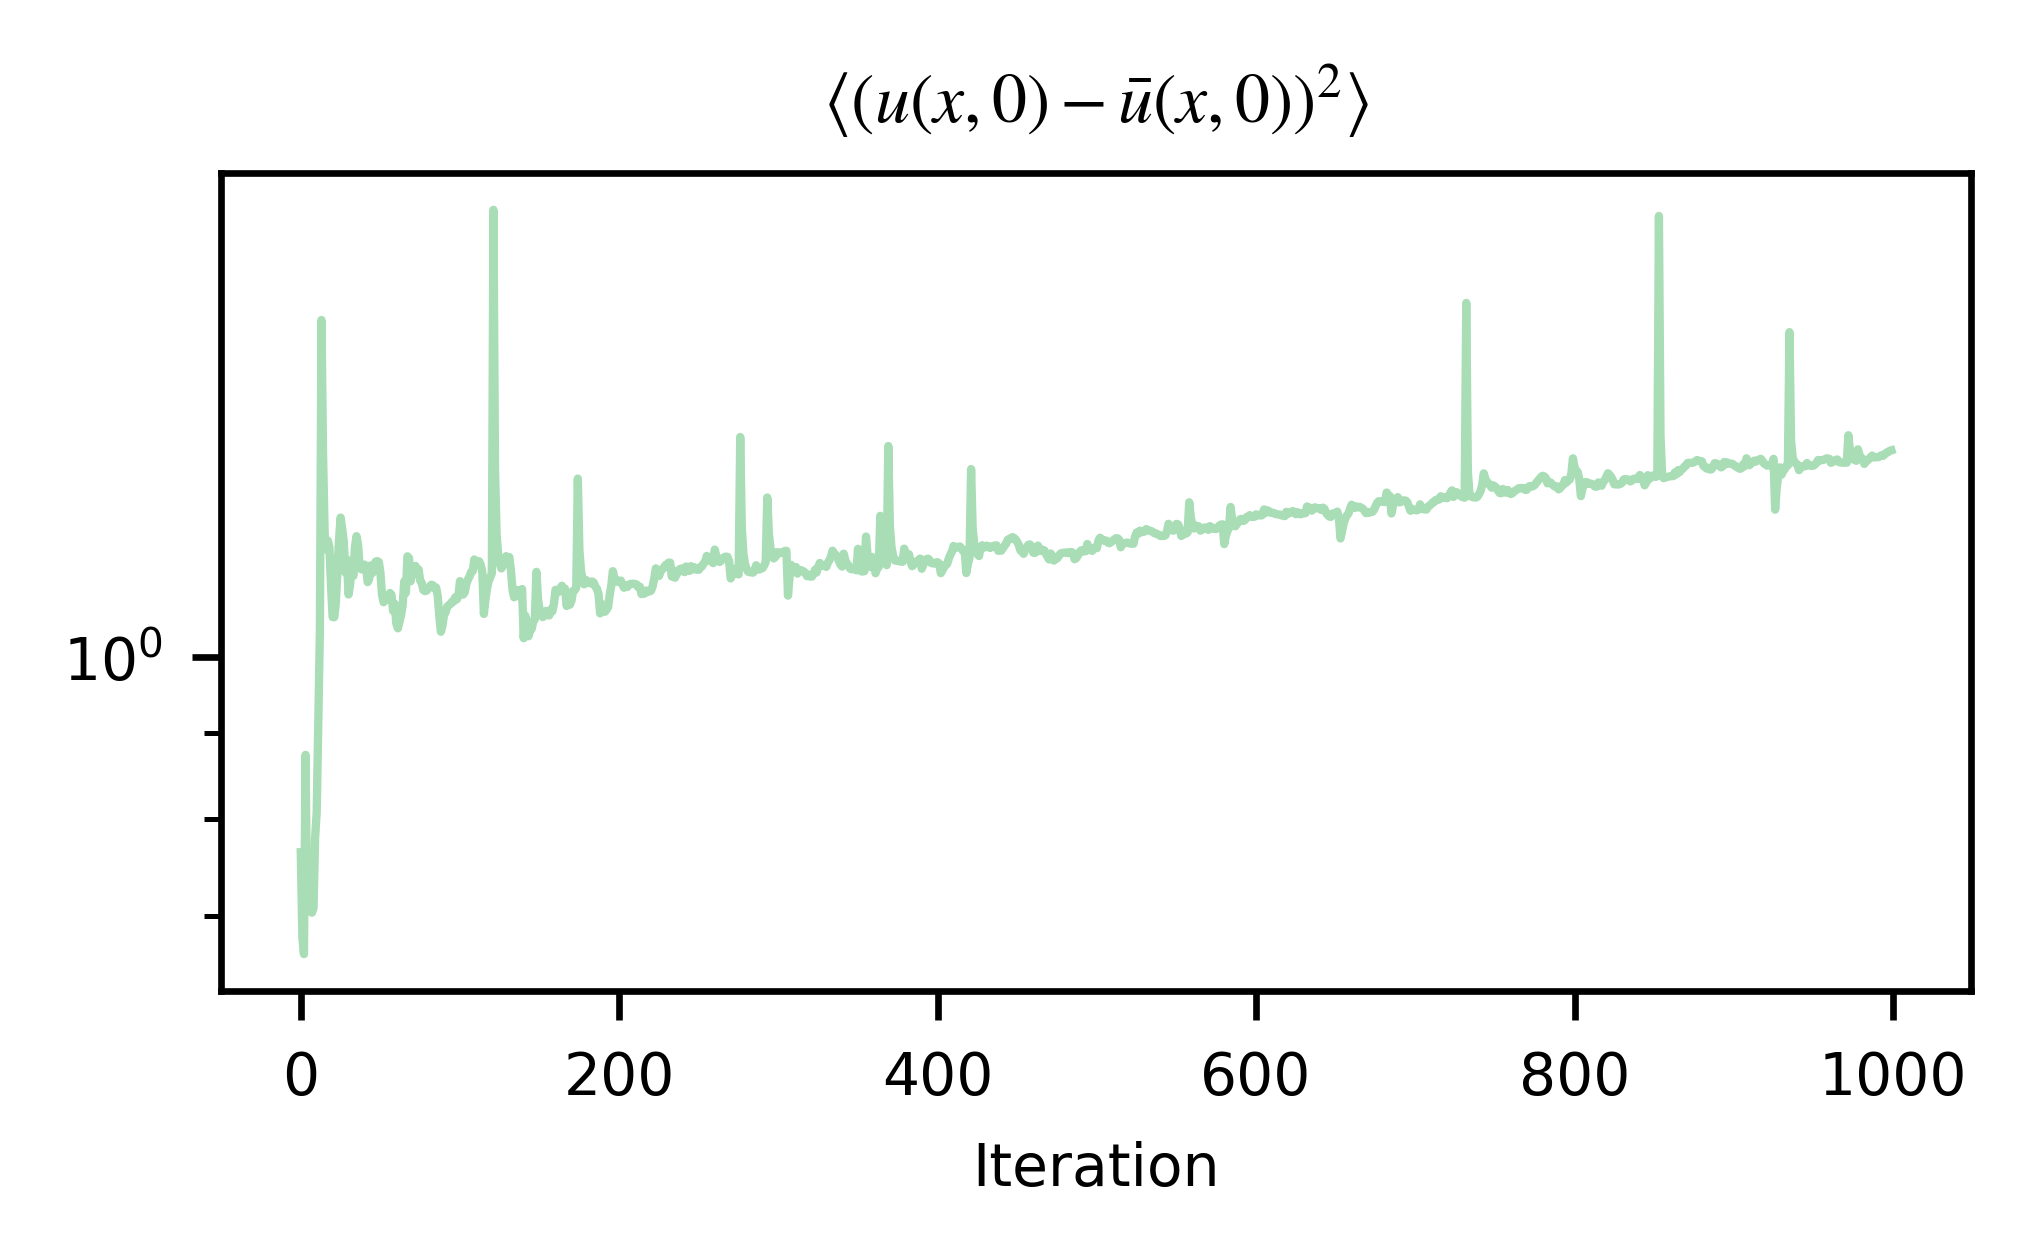 ⟨(u(x, 0) − ū(x, 0))²⟩
10⁰
0 200 400 600 800 1000
Iteration